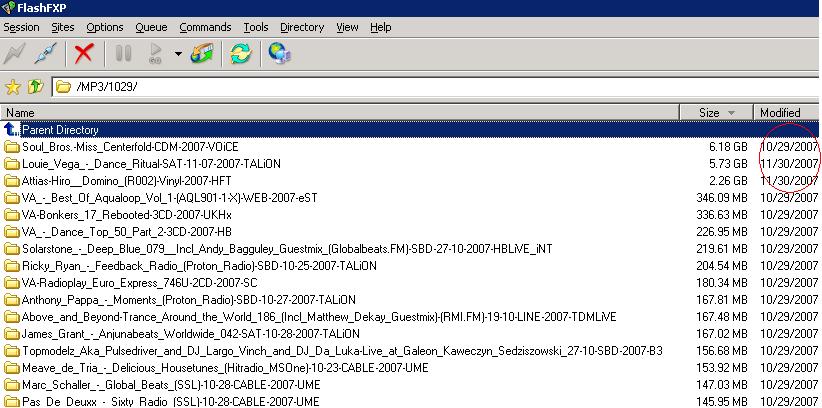 FlashFXP
Session Sites Options Queue Commands Tools Directory View Help
GO
/MP3/1029/
Name Size Modified
Parent Directory
Soul_Bros.-Miss_Centerfold-CDM-2007-VOiCE 6.18 GB 10/29/2007
Louie_Vega_-_Dance_Ritual-SAT-11-07-2007-TALiON 5.73 GB 11/30/2007
Attias-Hiro__Domino_(R002)-Vinyl-2007-HFT 2.26 GB 11/30/2007
VA_-_Best_Of_Aqualoop_Vol_1-(AQL901-1-X)-WEB-2007-eST 346.09 MB 10/29/2007
VA-Bonkers_17_Rebooted-3CD-2007-UKHx 336.63 MB 10/29/2007
VA_-_Dance_Top_50_Part_2-3CD-2007-HB 226.95 MB 10/29/2007
Solarstone_-_Deep_Blue_079__Incl_Andy_Bagguley_Guestmix_(Globalbeats.FM)-SBD-27-10-2007-HBLiVE_iNT 219.61 MB 10/29/2007
Ricky_Ryan_-_Feedback_Radio_(Proton_Radio)-SBD-10-25-2007-TALiON 204.54 MB 10/29/2007
VA-Radioplay_Euro_Express_746U-2CD-2007-SC 180.34 MB 10/29/2007
Anthony_Pappa_-_Moments_(Proton_Radio)-SBD-10-27-2007-TALiON 167.81 MB 10/29/2007
Above_and_Beyond-Trance_Around_the_World_186_(Incl_Matthew_Dekay_Guestmix)-(RMI.FM)-19-10-LINE-2007-TDMLiVE 167.48 MB 10/29/2007
James_Grant_-_Anjunabeats_Worldwide_042-SAT-10-28-2007-TALiON 167.02 MB 10/29/2007
Topmodelz_Aka_Pulsedriver_and_DJ_Largo_Vinch_and_DJ_Da_Luka-Live_at_Galeon_Kaweczyn_Sedziszowski_27-10-SBD-2007-B3 156.68 MB 10/29/2007
Meave_de_Tria_-_Delicious_Housetunes_(Hitradio_MSOne)-10-23-CABLE-2007-UME 153.92 MB 10/29/2007
Marc_Schaller_-_Global_Beats_(SSL)-10-28-CABLE-2007-UME 147.03 MB 10/29/2007
Pas_De_Deuxx_-_Sixty_Radio_(SSL)-10-28-CABLE-2007-UME 145.95 MB 10/29/2007